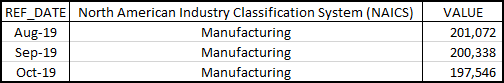 REF_DATE North American Industry Classification System (NAICS) VALUE
Aug-19 Manufacturing 201,072
Sep-19 Manufacturing 200,338
Oct-19 Manufacturing 197,546